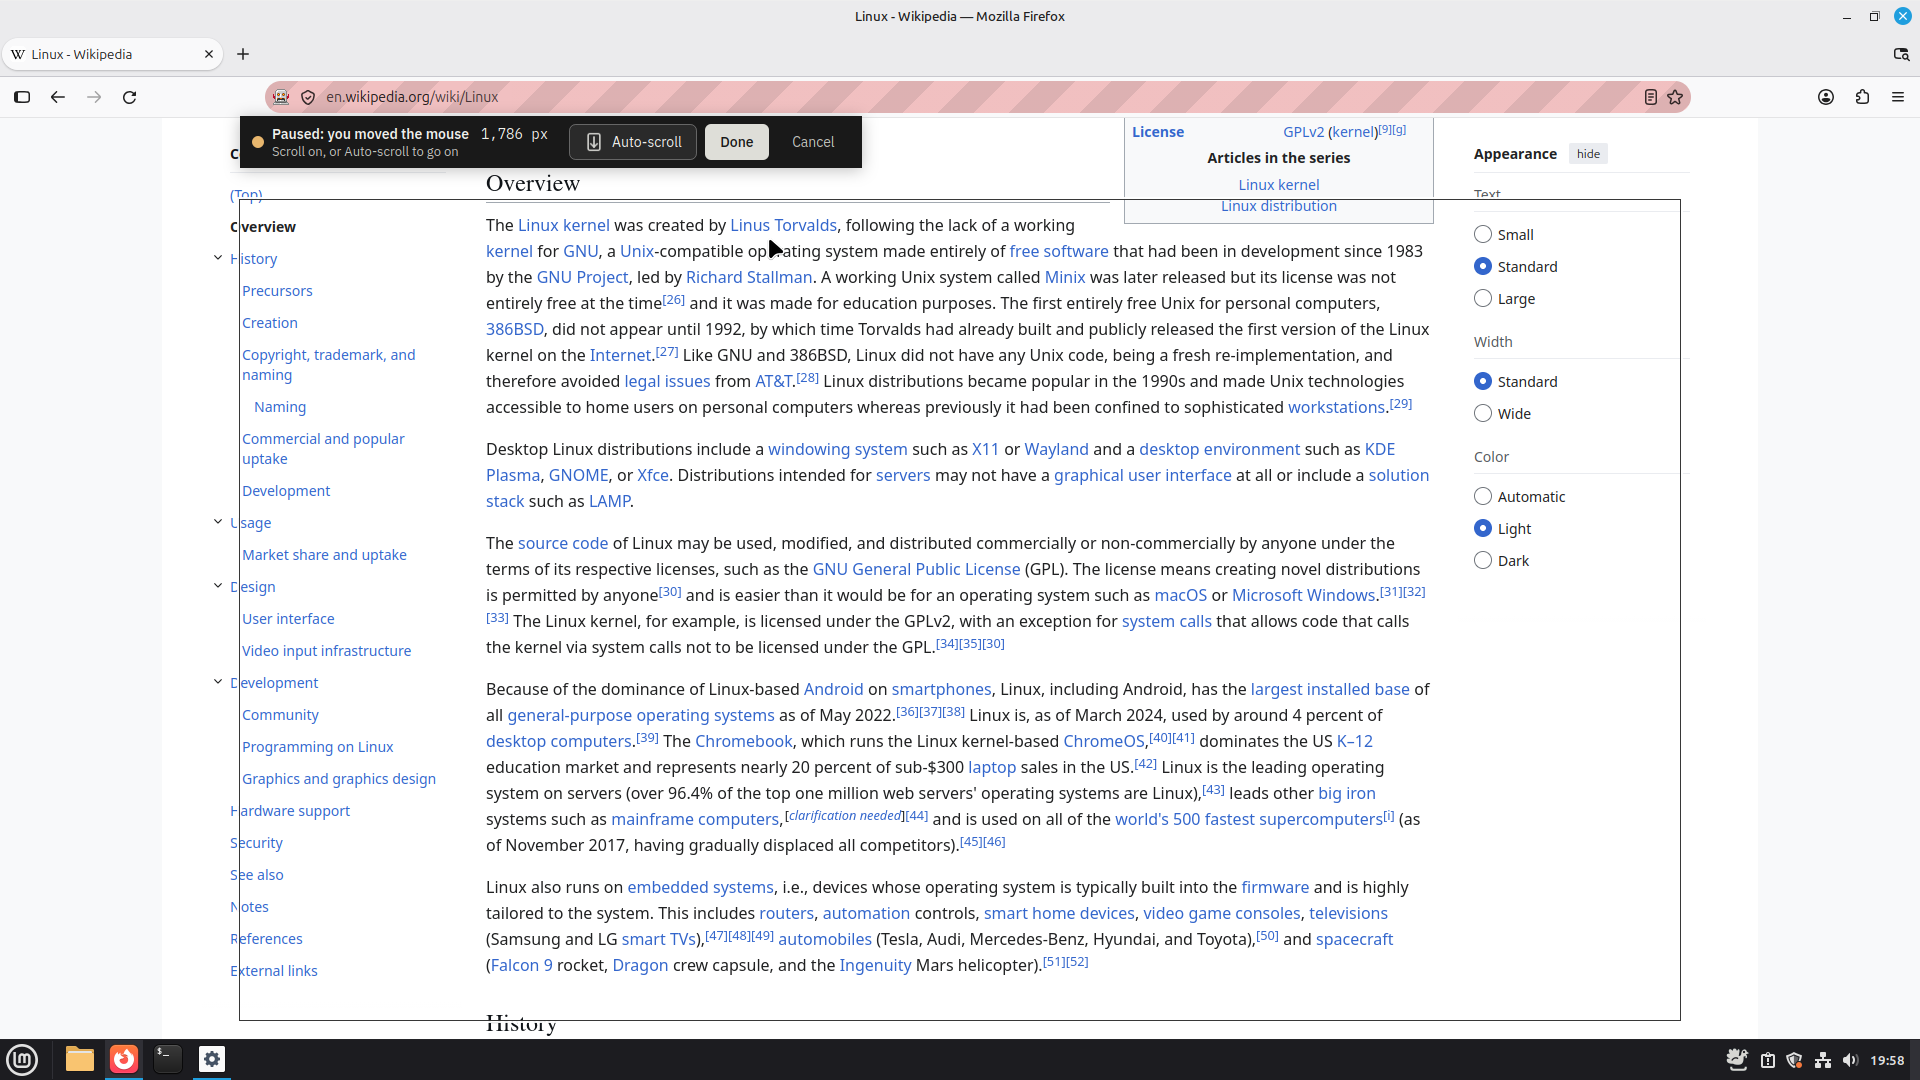 Linux - Wikipedia — Mozilla Firefox
Linux - Wikipedia
en.wikipedia.org/wiki/Linux
Paused: you moved the mouse 1,786 px
Scroll on, or Auto-scroll to go on
Auto-scroll
Done
Cancel
(Top)
Overview
History
Precursors
Creation
Copyright, trademark, and
naming
Naming
Commercial and popular
uptake
Development
Usage
Market share and uptake
Design
User interface
Video input infrastructure
Development
Community
Programming on Linux
Graphics and graphics design
Hardware support
Security
See also
Notes
References
External links
License GPLv2 (kernel)[9][g]
Articles in the series
Linux kernel
Linux distribution
Overview
The Linux kernel was created by Linus Torvalds, following the lack of a working
kernel for GNU, a Unix-compatible operating system made entirely of free software that had been in development since 1983
by the GNU Project, led by Richard Stallman. A working Unix system called Minix was later released but its license was not
entirely free at the time[26] and it was made for education purposes. The first entirely free Unix for personal computers,
386BSD, did not appear until 1992, by which time Torvalds had already built and publicly released the first version of the Linux
kernel on the Internet.[27] Like GNU and 386BSD, Linux did not have any Unix code, being a fresh re-implementation, and
therefore avoided legal issues from AT&T.[28] Linux distributions became popular in the 1990s and made Unix technologies
accessible to home users on personal computers whereas previously it had been confined to sophisticated workstations.[29]
Desktop Linux distributions include a windowing system such as X11 or Wayland and a desktop environment such as KDE
Plasma, GNOME, or Xfce. Distributions intended for servers may not have a graphical user interface at all or include a solution
stack such as LAMP.
The source code of Linux may be used, modified, and distributed commercially or non-commercially by anyone under the
terms of its respective licenses, such as the GNU General Public License (GPL). The license means creating novel distributions
is permitted by anyone[30] and is easier than it would be for an operating system such as macOS or Microsoft Windows.[31][32]
[33] The Linux kernel, for example, is licensed under the GPLv2, with an exception for system calls that allows code that calls
the kernel via system calls not to be licensed under the GPL.[34][35][30]
Because of the dominance of Linux-based Android on smartphones, Linux, including Android, has the largest installed base of
all general-purpose operating systems as of May 2022.[36][37][38] Linux is, as of March 2024, used by around 4 percent of
desktop computers.[39] The Chromebook, which runs the Linux kernel-based ChromeOS,[40][41] dominates the US K–12
education market and represents nearly 20 percent of sub-$300 laptop sales in the US.[42] Linux is the leading operating
system on servers (over 96.4% of the top one million web servers' operating systems are Linux),[43] leads other big iron
systems such as mainframe computers,[clarification needed][44] and is used on all of the world's 500 fastest supercomputers[i] (as
of November 2017, having gradually displaced all competitors).[45][46]
Linux also runs on embedded systems, i.e., devices whose operating system is typically built into the firmware and is highly
tailored to the system. This includes routers, automation controls, smart home devices, video game consoles, televisions
(Samsung and LG smart TVs),[47][48][49] automobiles (Tesla, Audi, Mercedes-Benz, Hyundai, and Toyota),[50] and spacecraft
(Falcon 9 rocket, Dragon crew capsule, and the Ingenuity Mars helicopter).[51][52]
History
Appearance hide
Text
Small
Standard
Large
Width
Standard
Wide
Color
Automatic
Light
Dark
19:58